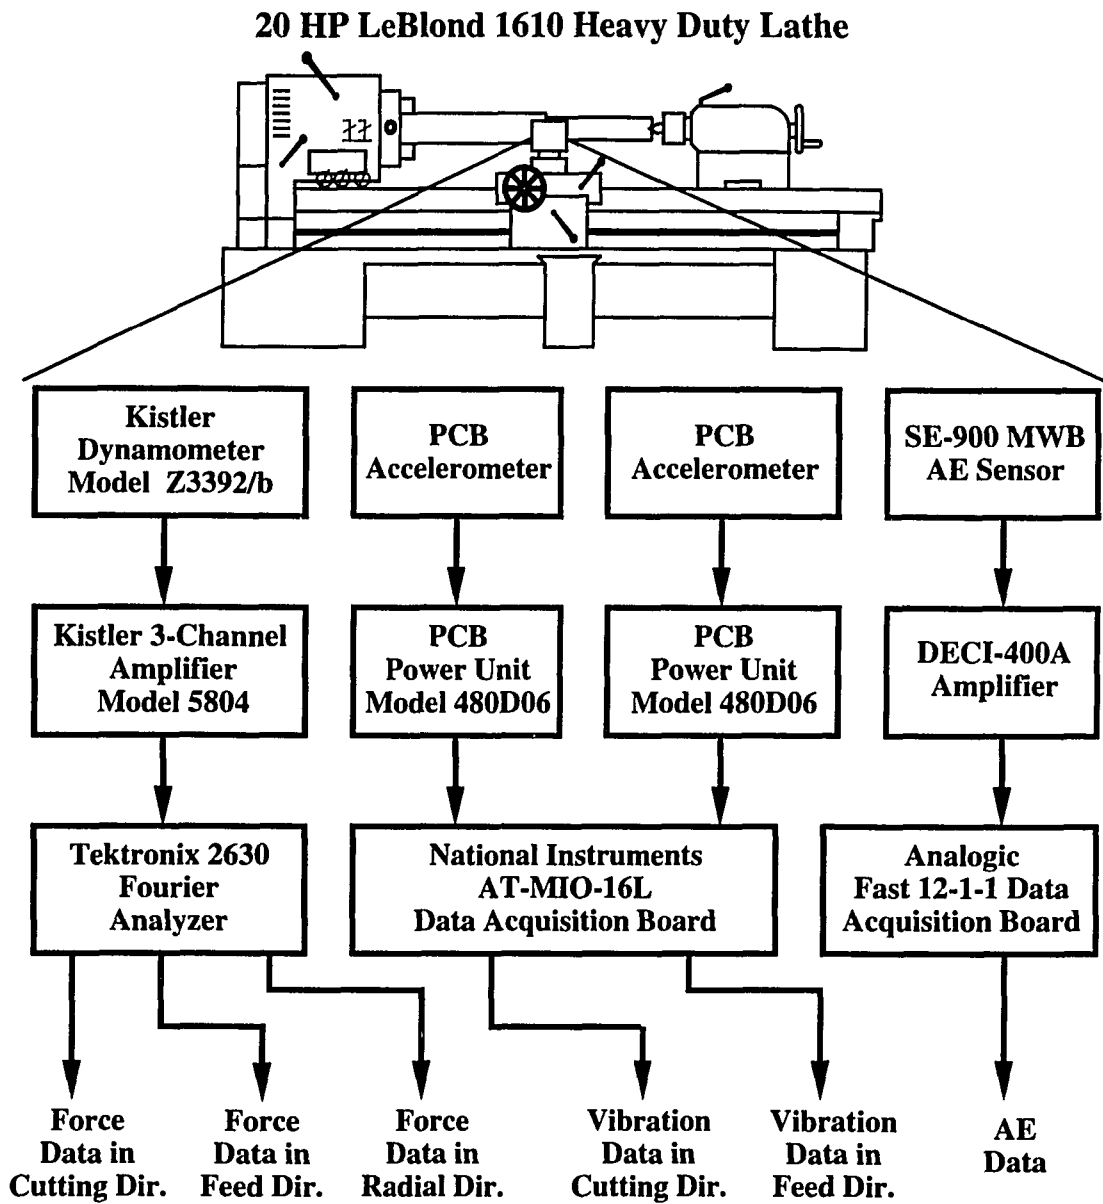 20 HP LeBlond 1610 Heavy Duty Lathe
Kistler
Dynamometer
Model Z3392/b
PCB
Accelerometer
PCB
Accelerometer
SE-900 MWB
AE Sensor
Kistler 3-Channel
Amplifier
Model 5804
PCB
Power Unit
Model 480D06
PCB
Power Unit
Model 480D06
DECI-400A
Amplifier
Tektronix 2630
Fourier
Analyzer
National Instruments
AT-MIO-16L
Data Acquisition Board
Analogic
Fast 12-1-1 Data
Acquisition Board
Force
Data in
Cutting Dir.
Force
Data in
Feed Dir.
Force
Data in
Radial Dir.
Vibration
Data in
Cutting Dir.
Vibration
Data in
Feed Dir.
AE
Data